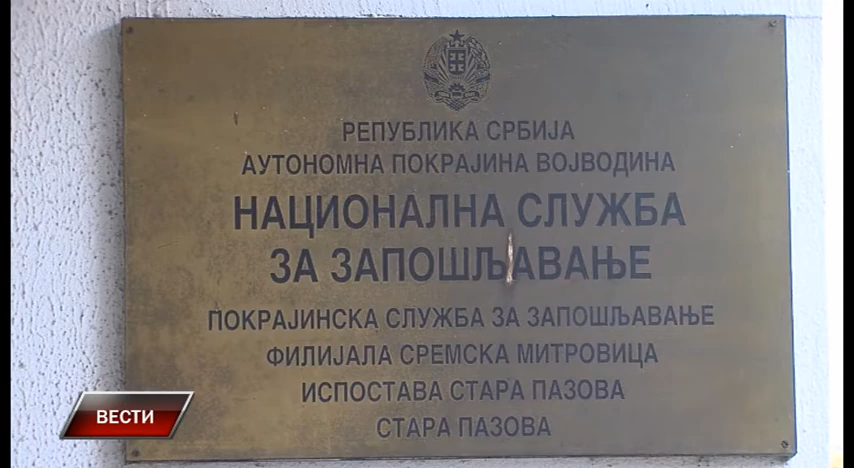 РЕПУБЛИКА СРБИЈА
АУТОНОМНА ПОКРАЈИНА ВОЈВОДИНА
НАЦИОНАЛНА СЛУЖБА
ЗА ЗАПОШЉАВАЊЕ
ПОКРАЈИНСКА СЛУЖБА ЗА ЗАПОШЉАВАЊЕ
ФИЛИЈАЛА СРЕМСКА МИТРОВИЦА
ИСПОСТАВА СТАРА ПАЗОВА
СТАРА ПАЗОВА
ВЕСТИ